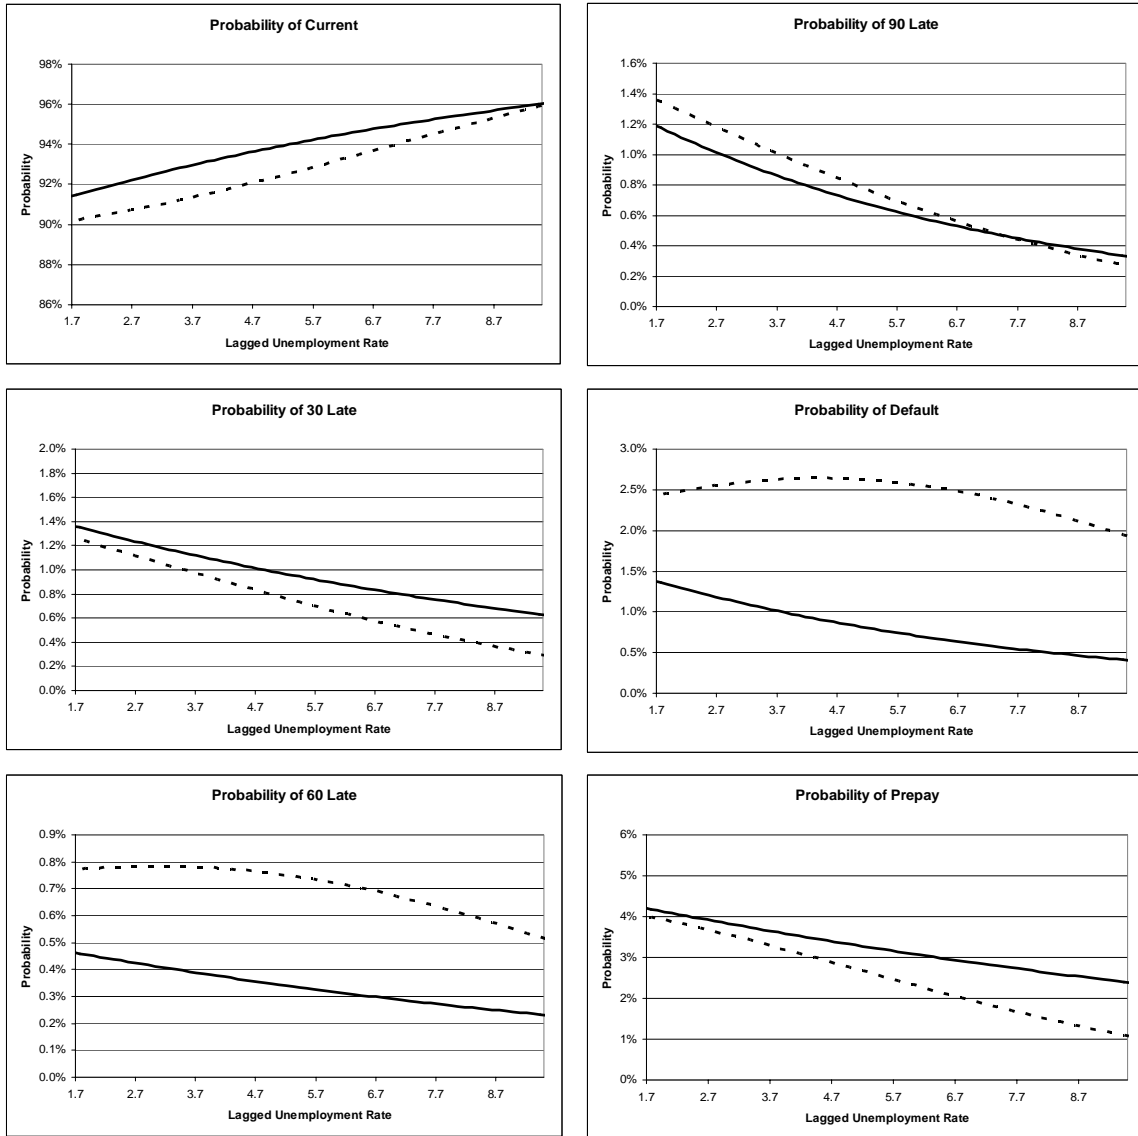 Probability of Current
98%
96%
94%
92%
90%
88%
86%
Probability
1.7 2.7 3.7 4.7 5.7 6.7 7.7 8.7
Lagged Unemployment Rate
Probability of 90 Late
1.6%
1.4%
1.2%
1.0%
0.8%
0.6%
0.4%
0.2%
0.0%
Probability
1.7 2.7 3.7 4.7 5.7 6.7 7.7 8.7
Lagged Unemployment Rate
Probability of 30 Late
2.0%
1.8%
1.6%
1.4%
1.2%
1.0%
0.8%
0.6%
0.4%
0.2%
0.0%
Probability
1.7 2.7 3.7 4.7 5.7 6.7 7.7 8.7
Lagged Unemployment Rate
Probability of Default
3.0%
2.5%
2.0%
1.5%
1.0%
0.5%
0.0%
Probability
1.7 2.7 3.7 4.7 5.7 6.7 7.7 8.7
Lagged Unemployment Rate
Probability of 60 Late
0.9%
0.8%
0.7%
0.6%
0.5%
0.4%
0.3%
0.2%
0.1%
0.0%
Probability
1.7 2.7 3.7 4.7 5.7 6.7 7.7 8.7
Lagged Unemployment Rate
Probability of Prepay
6%
5%
4%
3%
2%
1%
0%
Probability
1.7 2.7 3.7 4.7 5.7 6.7 7.7 8.7
Lagged Unemployment Rate